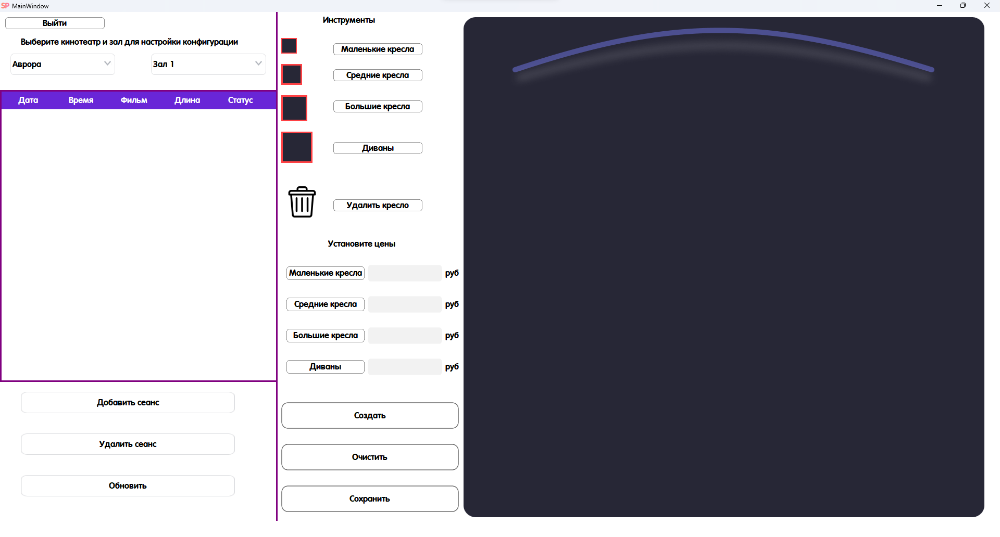 SP MainWindow
Выйти
Выберите кинотеатр и зал для настройки конфигурации
Аврора
Зал 1
Дата Время Фильм Длина Статус
Добавить сеанс
Удалить сеанс
Обновить
Инструменты
Маленькие кресла
Средние кресла
Большие кресла
Диваны
Удалить кресло
Установите цены
Маленькие кресла руб
Средние кресла руб
Большие кресла руб
Диваны руб
Создать
Очистить
Сохранить